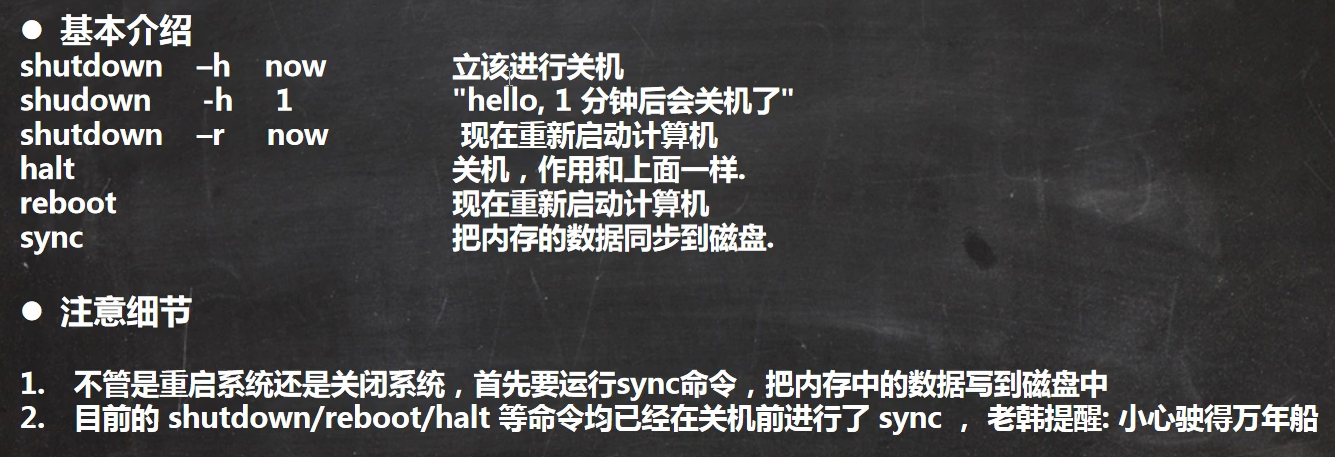 ● 基本介绍
shutdown –h now 立该进行关机
shudown -h 1 "hello, 1 分钟后会关机了"
shutdown –r now 现在重新启动计算机
halt 关机，作用和上面一样.
reboot 现在重新启动计算机
sync 把内存的数据同步到磁盘.
● 注意细节
1. 不管是重启系统还是关闭系统，首先要运行sync命令，把内存中的数据写到磁盘中
2. 目前的 shutdown/reboot/halt 等命令均已经在关机前进行了 sync ， 老韩提醒: 小心驶得万年船